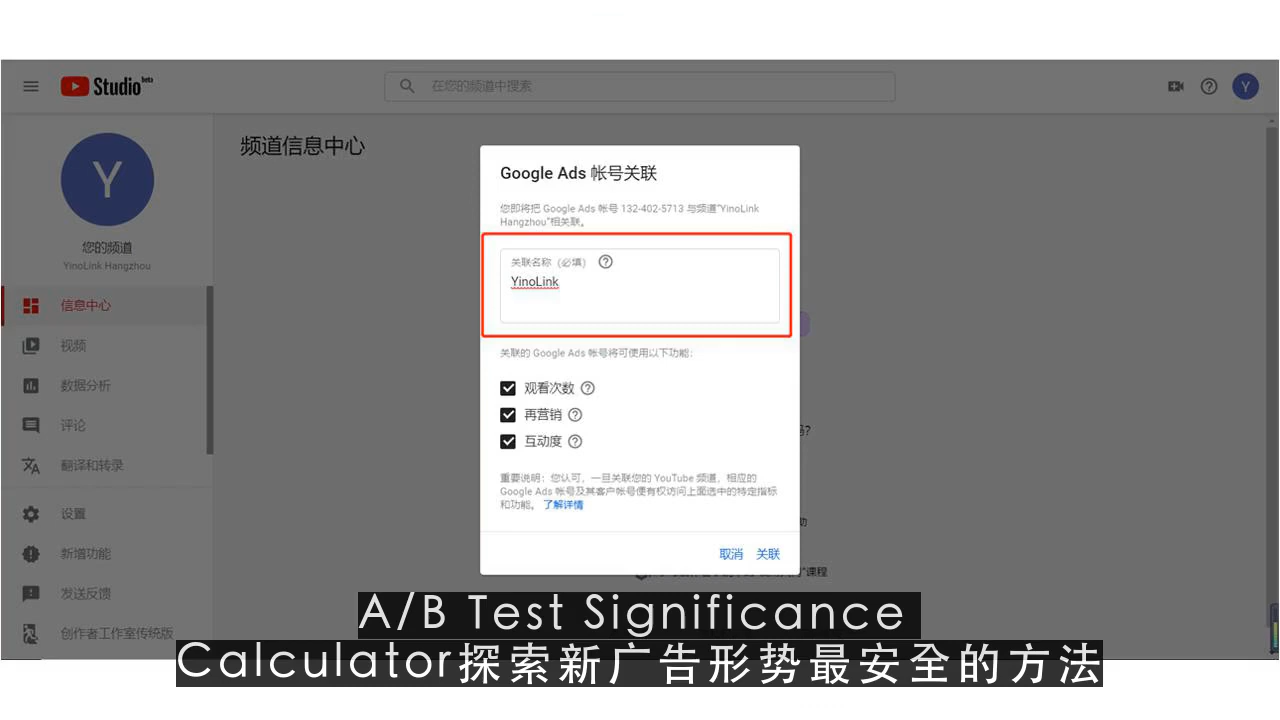 Studio beta
在您的频道中搜索
Y
Y
您的频道
YinoLink Hangzhou
信息中心
视频
数据分析
评论
翻译和转录
设置
新增功能
发送反馈
创作者工作室传统版
频道信息中心
Google Ads 帐号关联
您即将把 Google Ads 帐号 132-402-5713 与频道"YinoLink
Hangzhou"相关联。
关联名称（必填）
YinoLink
关联的 Google Ads 帐号将可使用以下功能：
观看次数
再营销
互动度
重要说明：您认可，一旦关联您的 YouTube 频道，相应的
Google Ads 帐号及其客户帐号便有权访问上面选中的特定指标
和功能。 了解详情
取消 关联
课程
A/B Test Significance
Calculator探索新广告形势最安全的方法